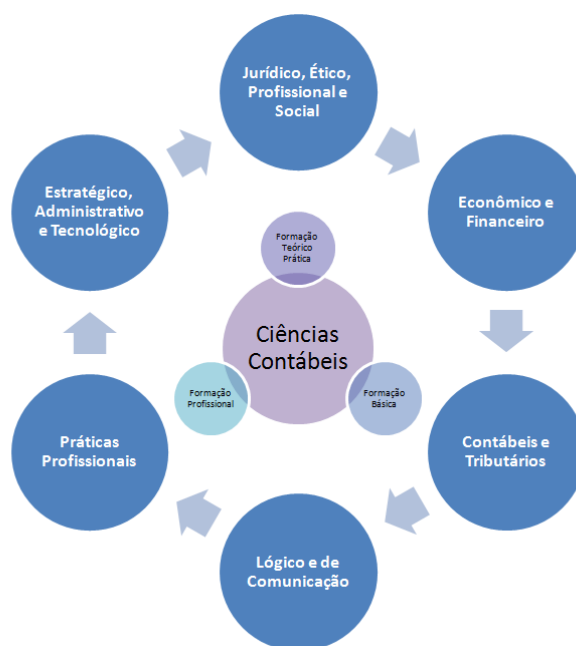 Jurídico, Ético,
Profissional e
Social
Econômico e
Financeiro
Contábeis e
Tributários
Lógico e de
Comunicação
Práticas
Profissionais
Estratégico,
Administrativo
e Tecnológico
Formação
Teórico
Prática
Ciências
Contábeis
Formação
Básica
Formação
Profissional